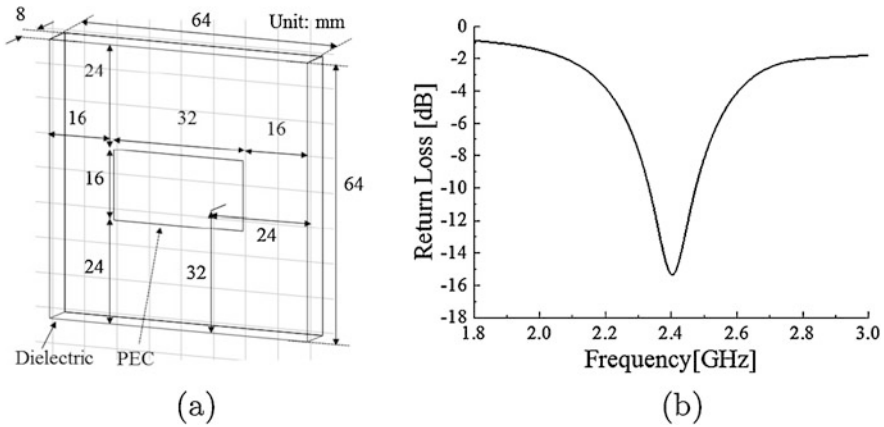 8
64
Unit: mm
24
16
32
16
16
64
24
24
32
Dielectric
PEC
(a)
0
-2
-4
-6
-8
-10
-12
-14
-16
-18
Return Loss [dB]
1.8 2.0 2.2 2.4 2.6 2.8 3.0
Frequency[GHz]
(b)